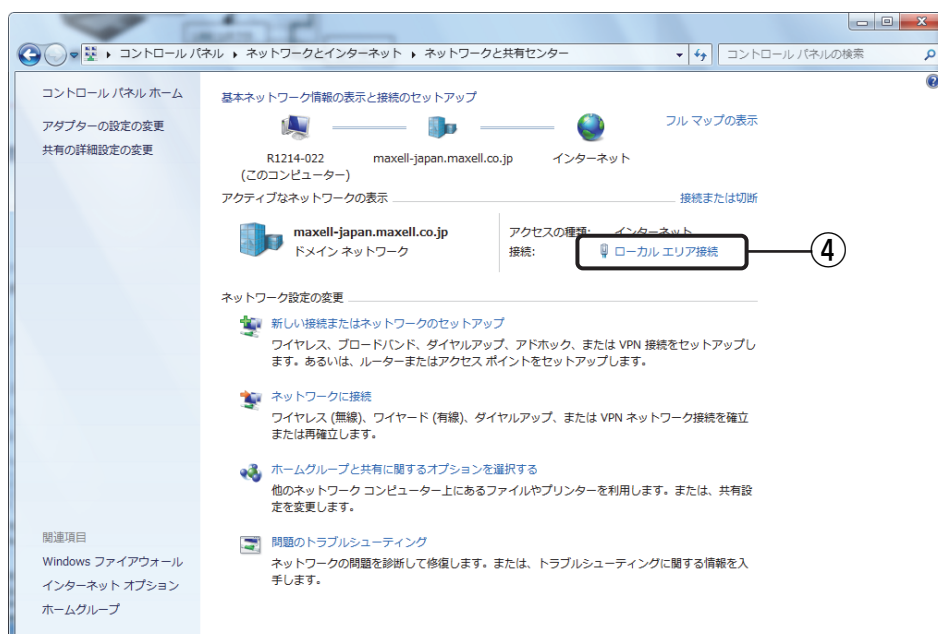 コントロール パネル ▸ ネットワークとインターネット ▸ ネットワークと共有センター
コントロール パネルの検索
コントロール パネル ホーム
アダプターの設定の変更
共有の詳細設定の変更
基本ネットワーク情報の表示と接続のセットアップ
フル マップの表示
R1214-022
(このコンピューター)
maxell-japan.maxell.co.jp
インターネット
アクティブなネットワークの表示
接続または切断
maxell-japan.maxell.co.jp
ドメイン ネットワーク
アクセスの種類: インターネット
接続: ローカル エリア接続
④
ネットワーク設定の変更
新しい接続またはネットワークのセットアップ
ワイヤレス、ブロードバンド、ダイヤルアップ、アドホック、または VPN 接続をセットアップし
ます。あるいは、ルーターまたはアクセス ポイントをセットアップします。
ネットワークに接続
ワイヤレス (無線)、ワイヤード (有線)、ダイヤルアップ、または VPN ネットワーク接続を確立
または再確立します。
ホームグループと共有に関するオプションを選択する
他のネットワーク コンピューター上にあるファイルやプリンターを利用します。または、共有設
定を変更します。
問題のトラブルシューティング
ネットワークの問題を診断して修復します。または、トラブルシューティングに関する情報を入
手します。
関連項目
Windows ファイアウォール
インターネット オプション
ホームグループ